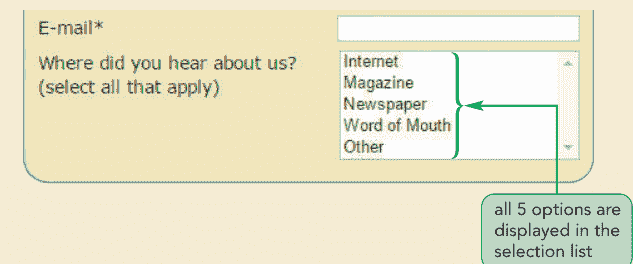 E-mail*
Where did you hear about us?
(select all that apply)
Internet
Magazine
Newspaper
Word of Mouth
Other
all 5 options are
displayed in the
selection list